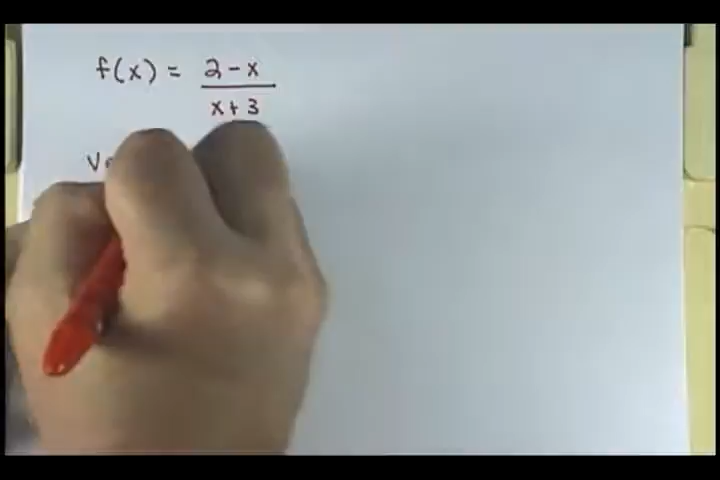 f(x) = 2 - x
x + 3